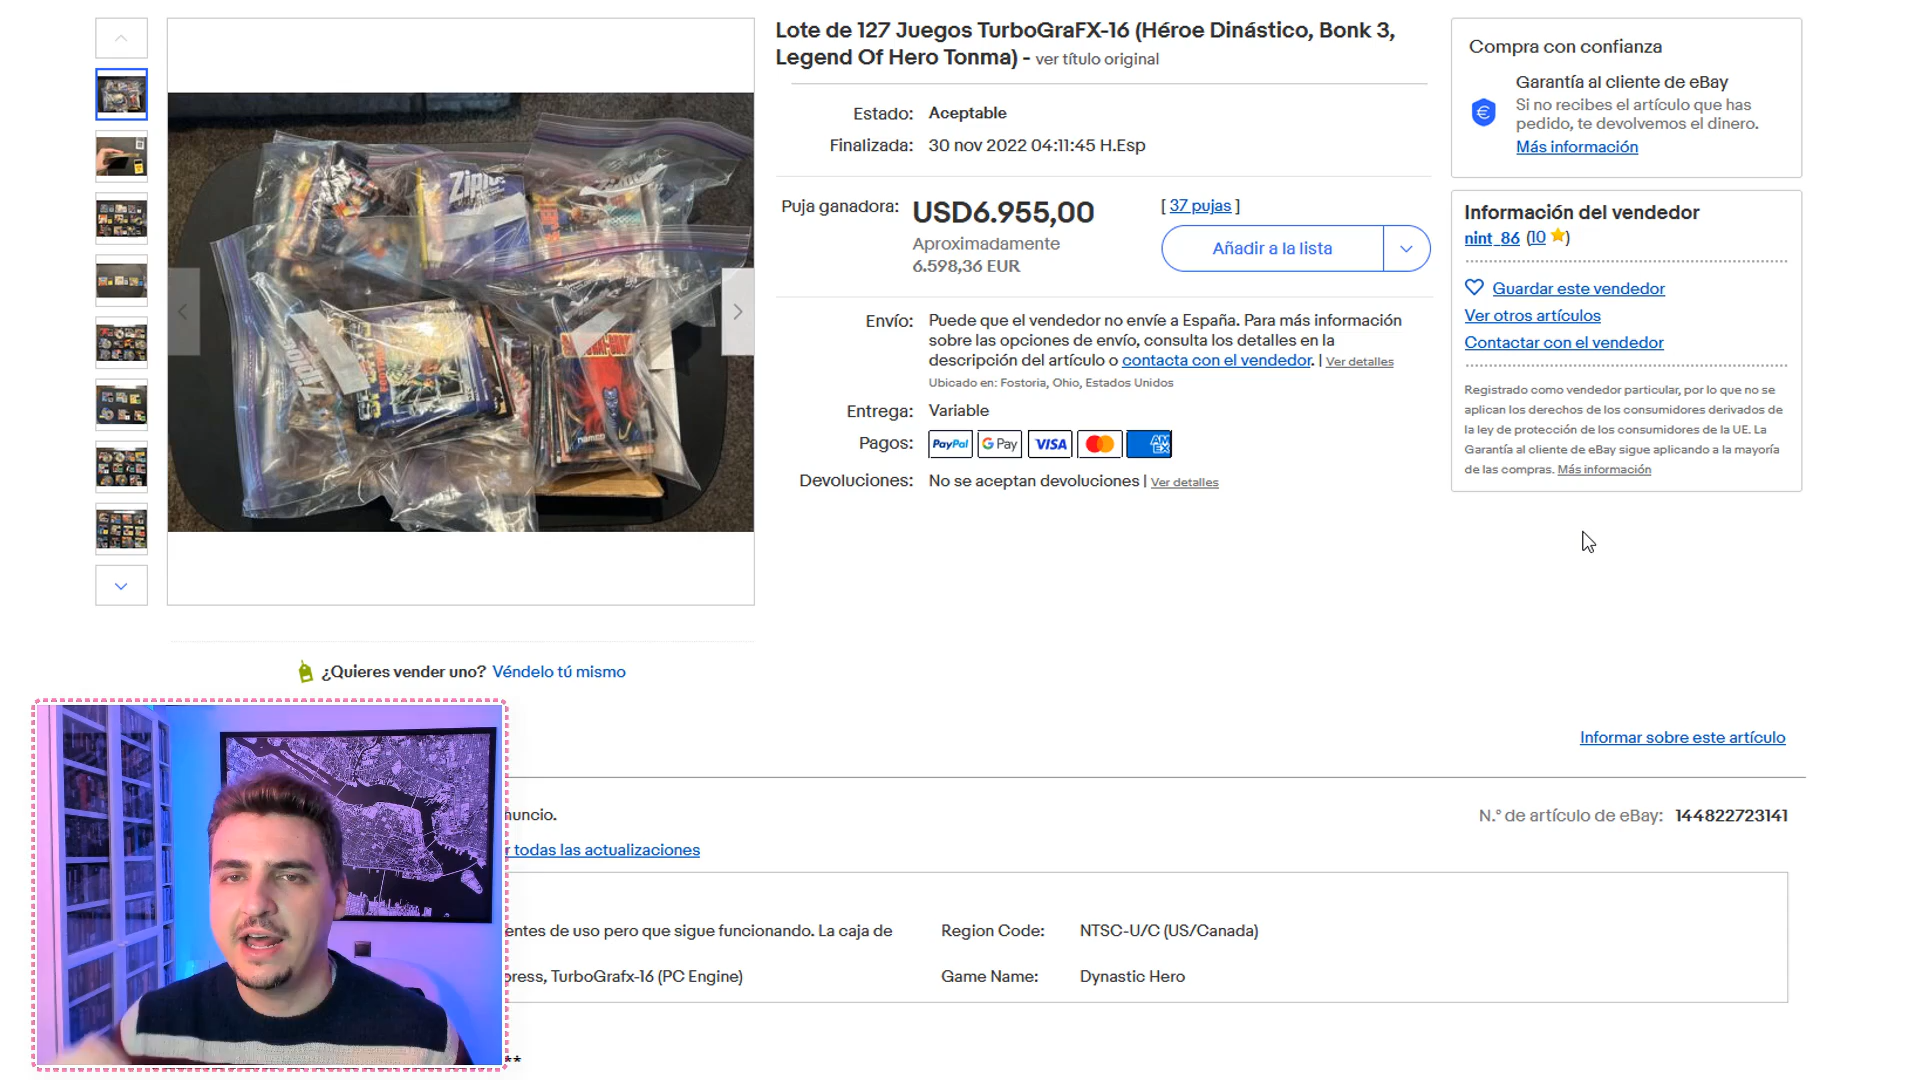 Lote de 127 Juegos TurboGraFX-16 (Héroe Dinástico, Bonk 3,
Legend Of Hero Tonma) - ver título original
Estado: Aceptable
Finalizada: 30 nov 2022 04:11:45 H.Esp
Puja ganadora: USD6.955,00 [ 37 pujas ]
Aproximadamente
6.598,36 EUR
Añadir a la lista
Envío: Puede que el vendedor no envíe a España. Para más información
sobre las opciones de envío, consulta los detalles en la
descripción del artículo o contacta con el vendedor. | Ver detalles
Ubicado en: Fostoria, Ohio, Estados Unidos
Entrega: Variable
Pagos: PayPal G Pay VISA AM EX
Devoluciones: No se aceptan devoluciones | Ver detalles
Compra con confianza
Garantía al cliente de eBay
Si no recibes el artículo que has
pedido, te devolvemos el dinero.
Más información
Información del vendedor
nint_86 (10)
Guardar este vendedor
Ver otros artículos
Contactar con el vendedor
Registrado como vendedor particular, por lo que no se
aplican los derechos de los consumidores derivados de
la ley de protección de los consumidores de la UE. La
Garantía al cliente de eBay sigue aplicando a la mayoría
de las compras. Más información
Ziploc
¿Quieres vender uno? Véndelo tú mismo
Informar sobre este artículo
nuncio.
N.° de artículo de eBay: 144822723141
r todas las actualizaciones
entes de uso pero que sigue funcionando. La caja de
Region Code: NTSC-U/C (US/Canada)
press, TurboGrafx-16 (PC Engine)
Game Name: Dynastic Hero
**